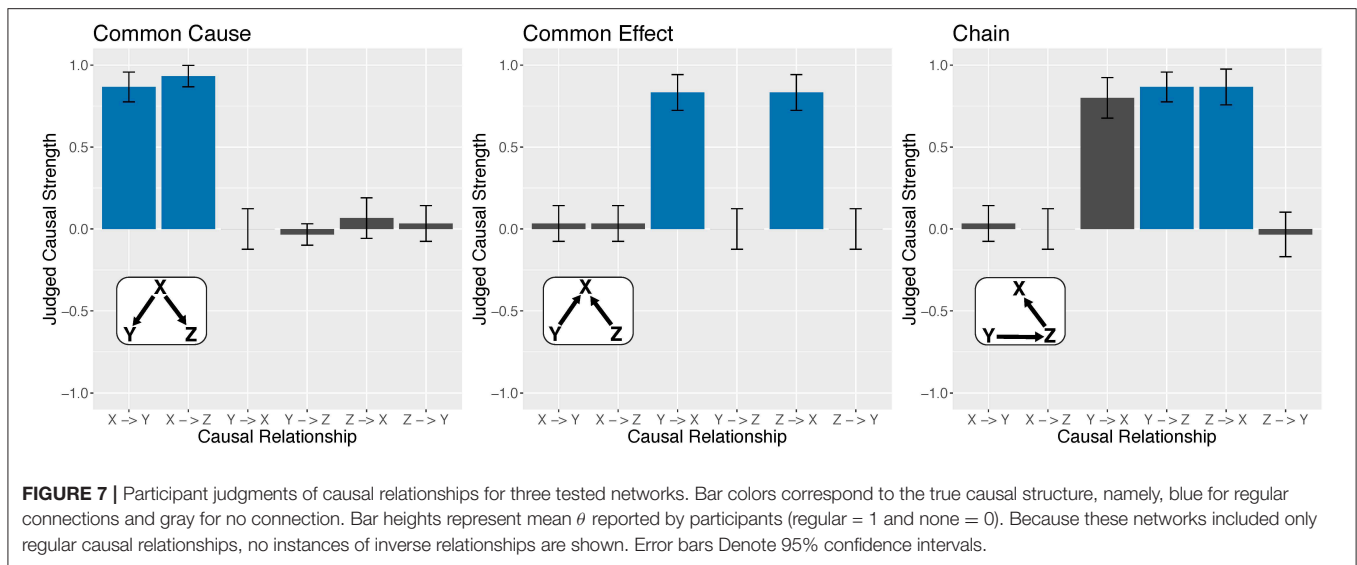 Common Cause
Common Effect
Chain
Judged Causal Strength
1.0
0.5
0.0
−0.5
−1.0
X
Y
Z
X −> Y
X −> Z
Y −> X
Y −> Z
Z −> X
Z −> Y
Causal Relationship
Judged Causal Strength
1.0
0.5
0.0
−0.5
−1.0
X
Y
Z
X −> Y
X −> Z
Y −> X
Y −> Z
Z −> X
Z −> Y
Causal Relationship
Judged Causal Strength
1.0
0.5
0.0
−0.5
−1.0
X
Y
Z
X −> Y
X −> Z
Y −> X
Y −> Z
Z −> X
Z −> Y
Causal Relationship
FIGURE 7 | Participant judgments of causal relationships for three tested networks. Bar colors correspond to the true causal structure, namely, blue for regular
connections and gray for no connection. Bar heights represent mean θ reported by participants (regular = 1 and none = 0). Because these networks included only
regular causal relationships, no instances of inverse relationships are shown. Error bars Denote 95% confidence intervals.